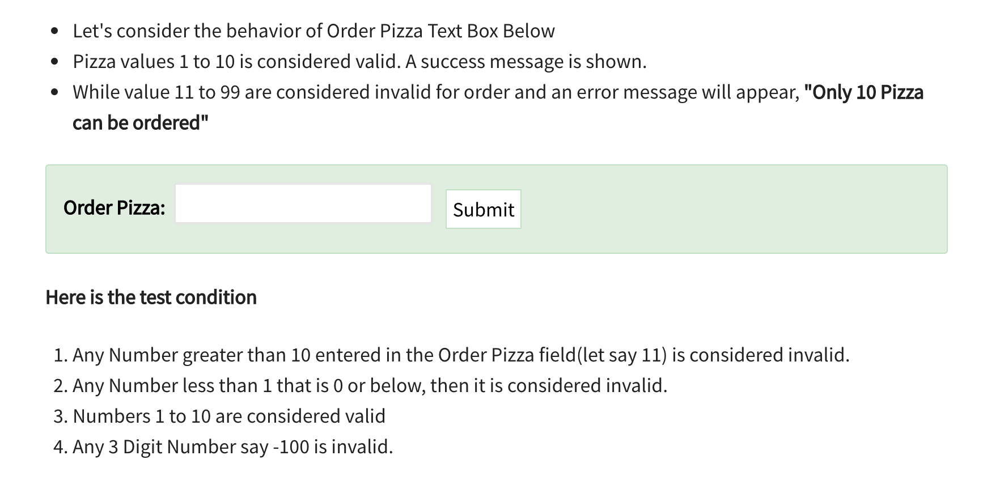 • Let's consider the behavior of Order Pizza Text Box Below
• Pizza values 1 to 10 is considered valid. A success message is shown.
• While value 11 to 99 are considered invalid for order and an error message will appear, "Only 10 Pizza
can be ordered"
Order Pizza: Submit
Here is the test condition
1. Any Number greater than 10 entered in the Order Pizza field(let say 11) is considered invalid.
2. Any Number less than 1 that is 0 or below, then it is considered invalid.
3. Numbers 1 to 10 are considered valid
4. Any 3 Digit Number say -100 is invalid.